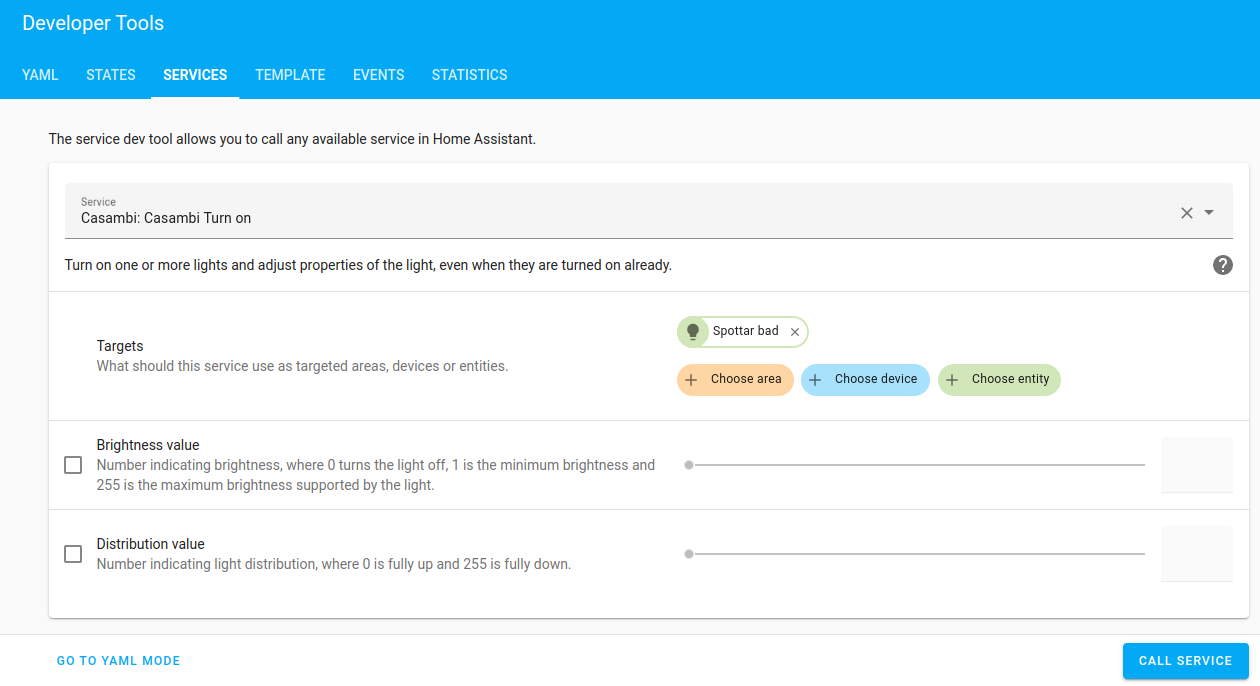 Developer Tools
YAML STATES SERVICES TEMPLATE EVENTS STATISTICS
The service dev tool allows you to call any available service in Home Assistant.
Service
Casambi: Casambi Turn on
Turn on one or more lights and adjust properties of the light, even when they are turned on already.
Targets
What should this service use as targeted areas, devices or entities.
Spottar bad
Choose area Choose device Choose entity
Brightness value
Number indicating brightness, where 0 turns the light off, 1 is the minimum brightness and
255 is the maximum brightness supported by the light.
Distribution value
Number indicating light distribution, where 0 is fully up and 255 is fully down.
GO TO YAML MODE
CALL SERVICE